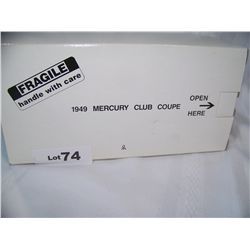 FRAGILE
handle with care
1949 MERCURY CLUB COUPE
OPEN
HERE
Lot 74